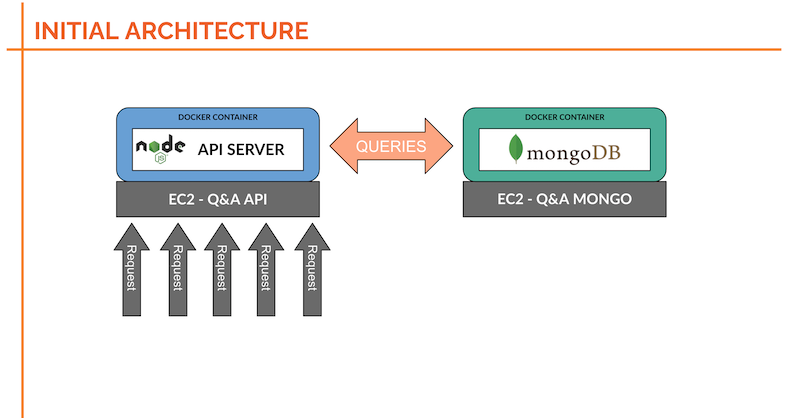 INITIAL ARCHITECTURE
DOCKER CONTAINER
node
JS
API SERVER
EC2 - Q&A API
QUERIES
DOCKER CONTAINER
mongoDB
EC2 - Q&A MONGO
Request
Request
Request
Request
Request